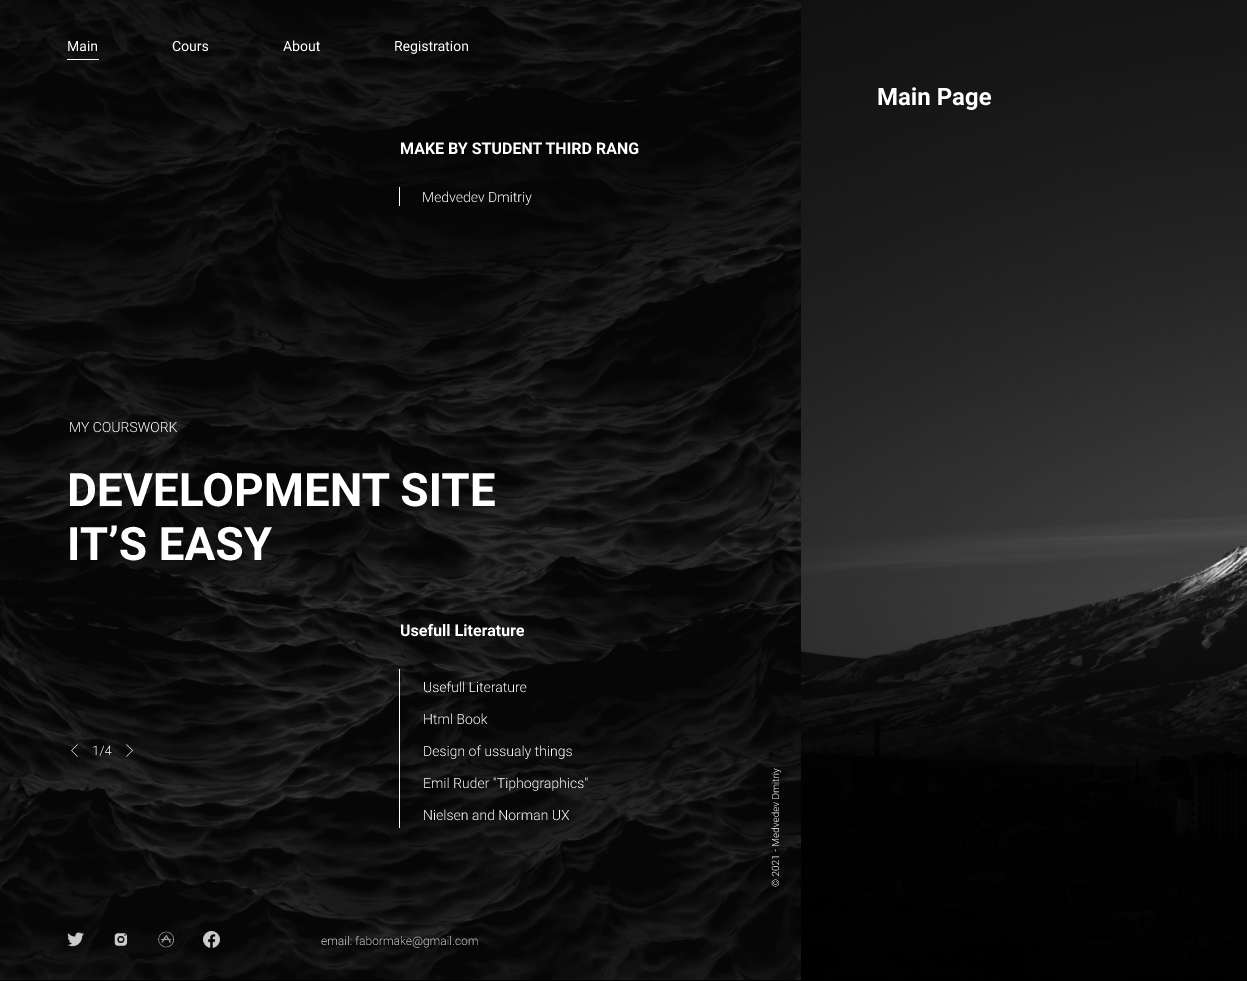 Main
Cours
About
Registration
Main Page
MAKE BY STUDENT THIRD RANG
Medvedev Dmitriy
MY COURSWORK
DEVELOPMENT SITE
IT’S EASY
Usefull Literature
Usefull Literature
Html Book
Design of ussualy things
Emil Ruder "Tiphographics"
Nielsen and Norman UX
1/4
© 2021 - Medvedev Dmitriy
email: fabormake@gmail.com